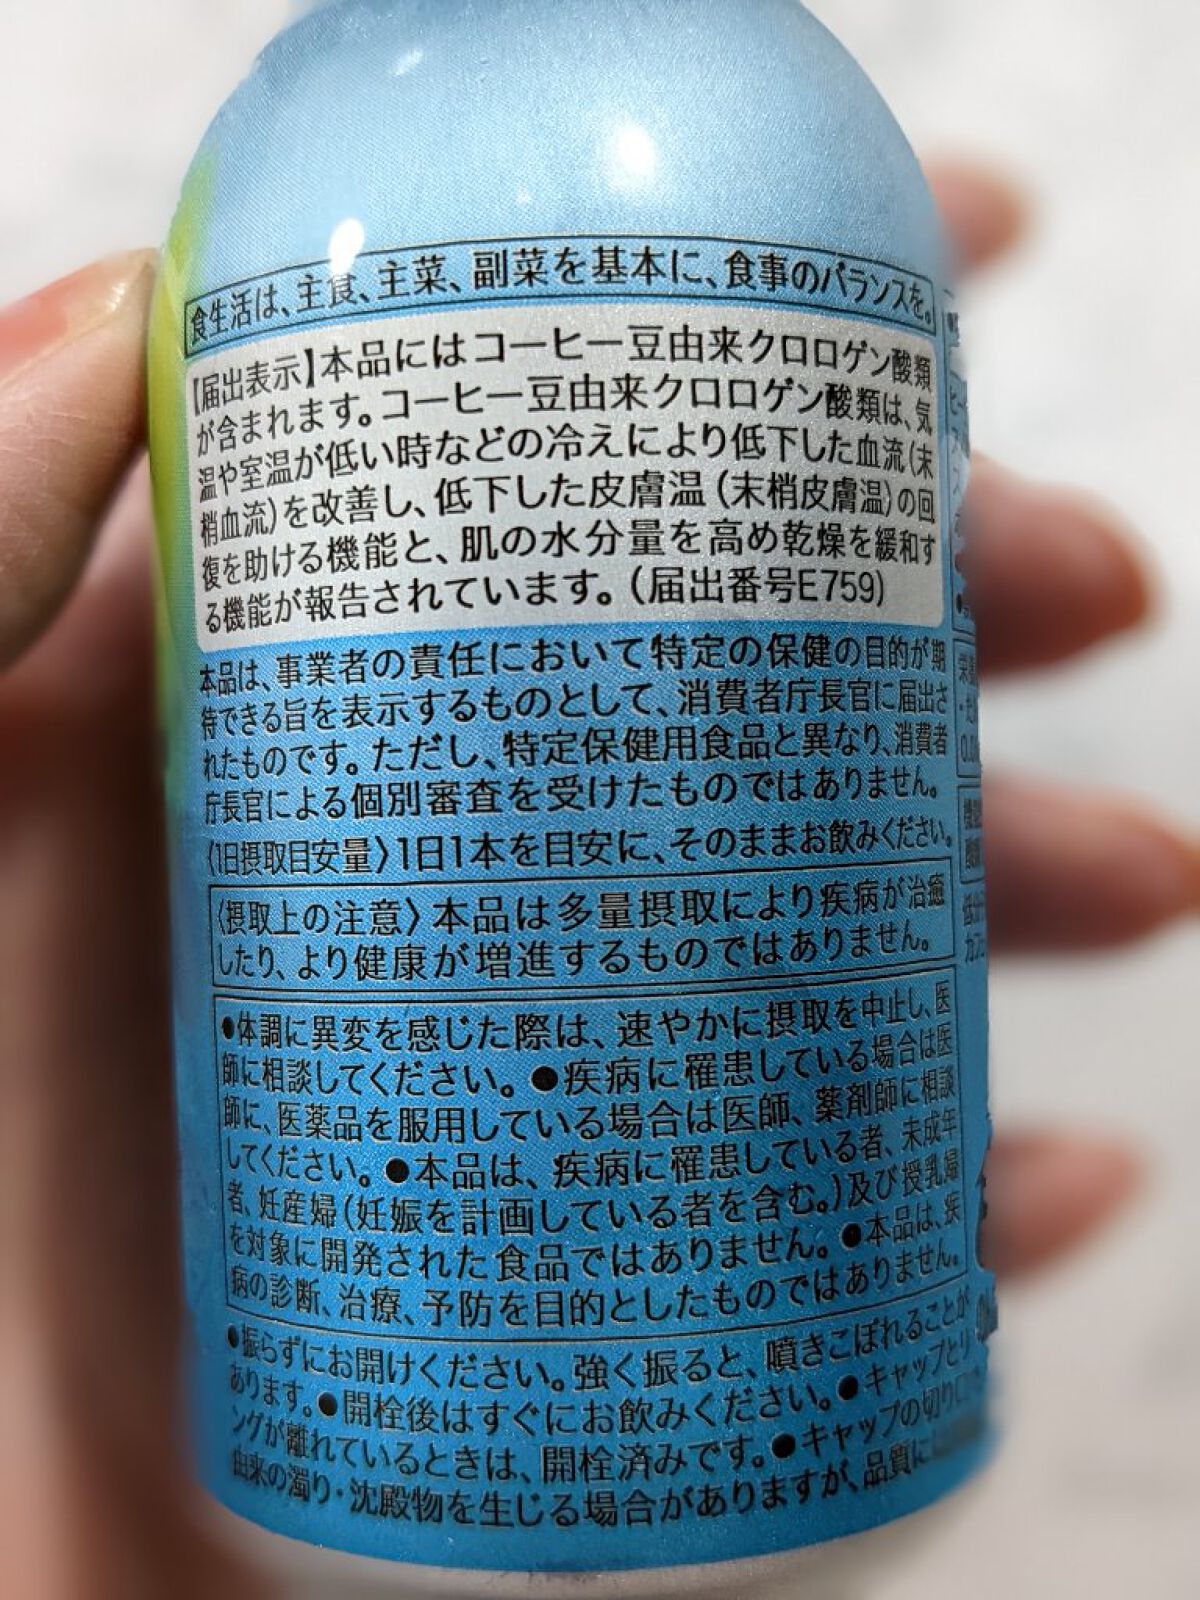 食生活は、主食、主菜、副菜を基本に、食事のバランスを。
【届出表示】本品にはコーヒー豆由来クロロゲン酸類
が含まれます。コーヒー豆由来クロロゲン酸類は、気
温や室温が低い時などの冷えにより低下した血流(末
梢血流)を改善し、低下した皮膚温(末梢皮膚温)の回
復を助ける機能と、肌の水分量を高め乾燥を緩和す
る機能が報告されています。(届出番号E759)
本品は、事業者の責任において特定の保健の目的が期
待できる旨を表示するものとして、消費者庁長官に届出さ
れたものです。ただし、特定保健用食品と異なり、消費者
庁長官による個別審査を受けたものではありません。
〈1日摂取目安量〉1日1本を目安に、そのままお飲みください。
〈摂取上の注意〉本品は多量摂取により疾病が治癒
したり、より健康が増進するものではありません。
●体調に異変を感じた際は、速やかに摂取を中止し、医
師に相談してください。●疾病に罹患している場合は医
師に、医薬品を服用している場合は医師、薬剤師に相談
してください。●本品は、疾病に罹患している者、未成年
者、妊産婦(妊娠を計画している者を含む。)及び授乳婦
を対象に開発された食品ではありません。●本品は、疾
病の診断、治療、予防を目的としたものではありません。
●振らずにお開けください。強く振ると、噴きこぼれることが
あります。●開栓後はすぐにお飲みください。●キャップとリ
ングが離れているときは、開栓済みです。●キャップの切り口
由来の濁り・沈殿物を生じる場合がありますが、品質に